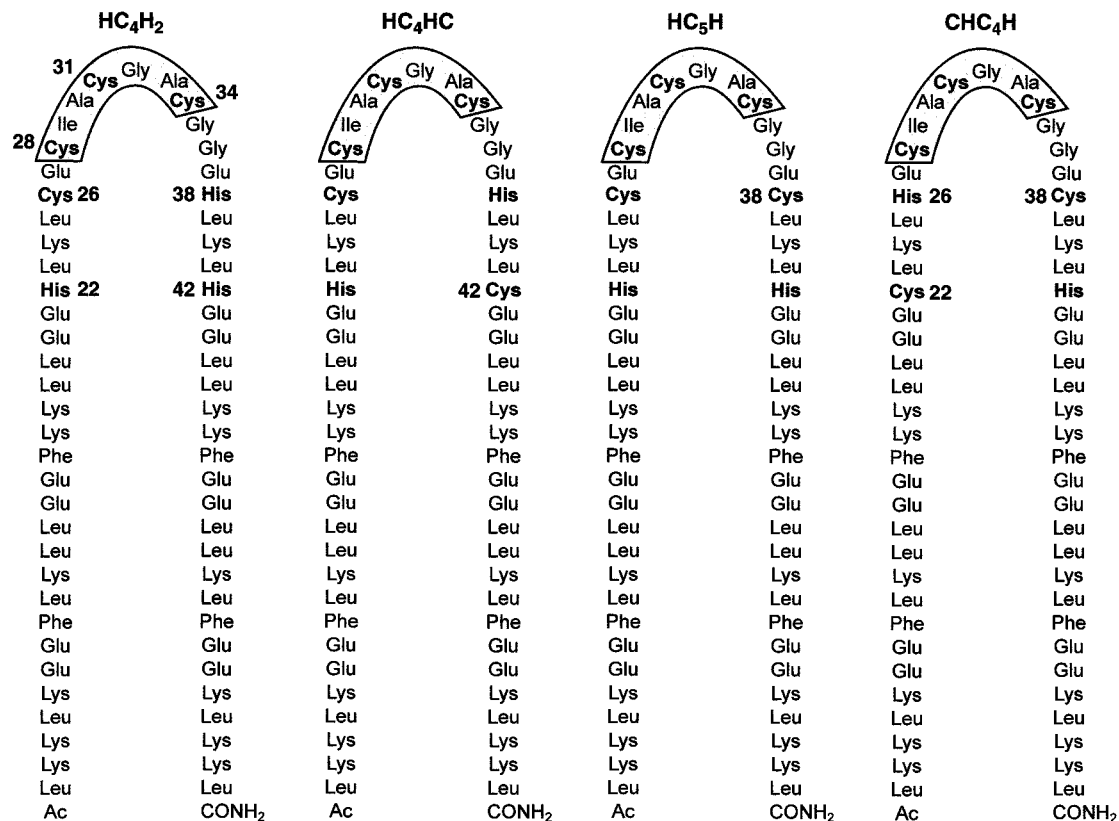 HC₄H₂ HC₄HC HC₅H CHC₄H
31 Cys Gly Ala Cys Gly Ala Cys Gly Ala Cys Gly Ala
Ala Cys 34 Ala Cys Ala Cys Ala Cys
Ile Gly Ile Gly Ile Gly Ile Gly
28 Cys Gly Cys Gly Cys Gly Cys Gly
Glu Glu Glu Glu Glu Glu Glu Glu
Cys 26 38 His Cys His Cys 38 Cys His 26 38 Cys
Leu Leu Leu Leu Leu Leu Leu Leu
Lys Lys Lys Lys Lys Lys Lys Lys
Leu Leu Leu Leu Leu Leu Leu Leu
His 22 42 His His 42 Cys His His Cys 22 His
Glu Glu Glu Glu Glu Glu Glu Glu
Glu Glu Glu Glu Glu Glu Glu Glu
Leu Leu Leu Leu Leu Leu Leu Leu
Leu Leu Leu Leu Leu Leu Leu Leu
Lys Lys Lys Lys Lys Lys Lys Lys
Lys Lys Lys Lys Lys Lys Lys Lys
Phe Phe Phe Phe Phe Phe Phe Phe
Glu Glu Glu Glu Glu Glu Glu Glu
Glu Glu Glu Glu Glu Glu Glu Glu
Leu Leu Leu Leu Leu Leu Leu Leu
Leu Leu Leu Leu Leu Leu Leu Leu
Lys Lys Lys Lys Lys Lys Lys Lys
Leu Leu Leu Leu Leu Leu Leu Leu
Phe Phe Phe Phe Phe Phe Phe Phe
Glu Glu Glu Glu Glu Glu Glu Glu
Glu Glu Glu Glu Glu Glu Glu Glu
Lys Lys Lys Lys Lys Lys Lys Lys
Leu Leu Leu Leu Leu Leu Leu Leu
Lys Lys Lys Lys Lys Lys Lys Lys
Lys Lys Lys Lys Lys Lys Lys Lys
Leu Leu Leu Leu Leu Leu Leu Leu
Ac CONH₂ Ac CONH₂ Ac CONH₂ Ac CONH₂